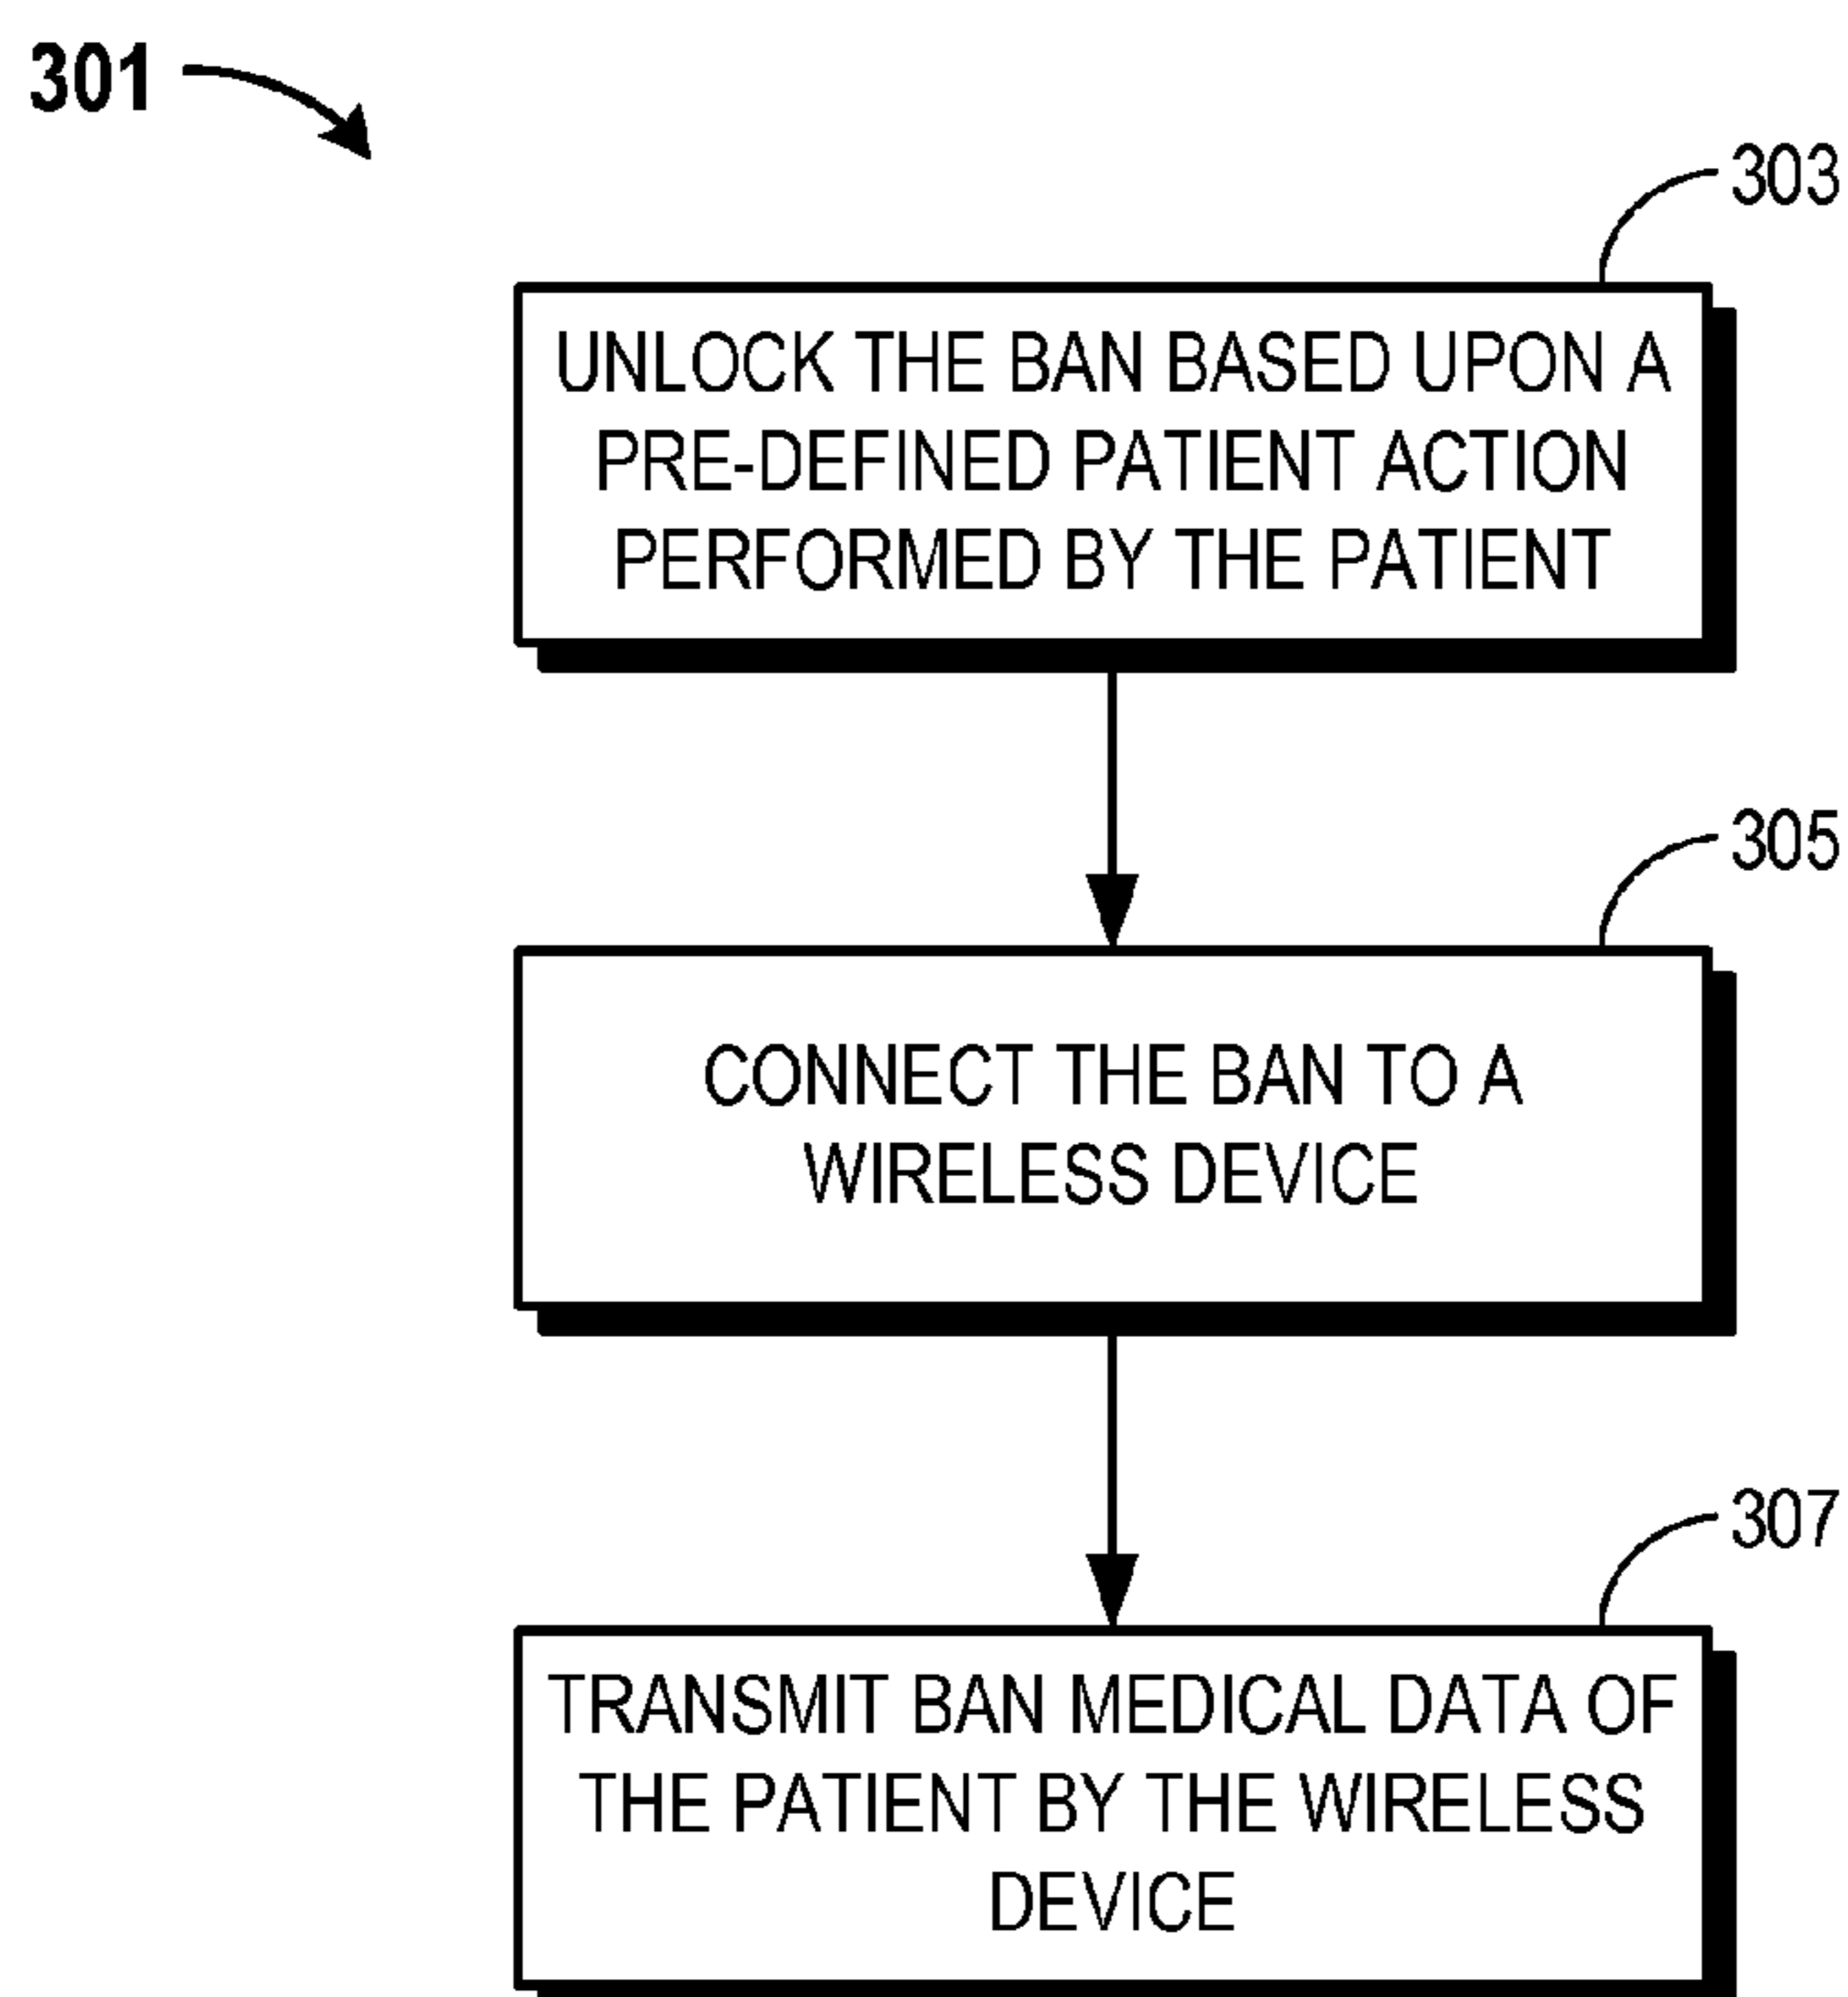 301
303
UNLOCK THE BAN BASED UPON A
PRE-DEFINED PATIENT ACTION
PERFORMED BY THE PATIENT
305
CONNECT THE BAN TO A
WIRELESS DEVICE
307
TRANSMIT BAN MEDICAL DATA OF
THE PATIENT BY THE WIRELESS
DEVICE